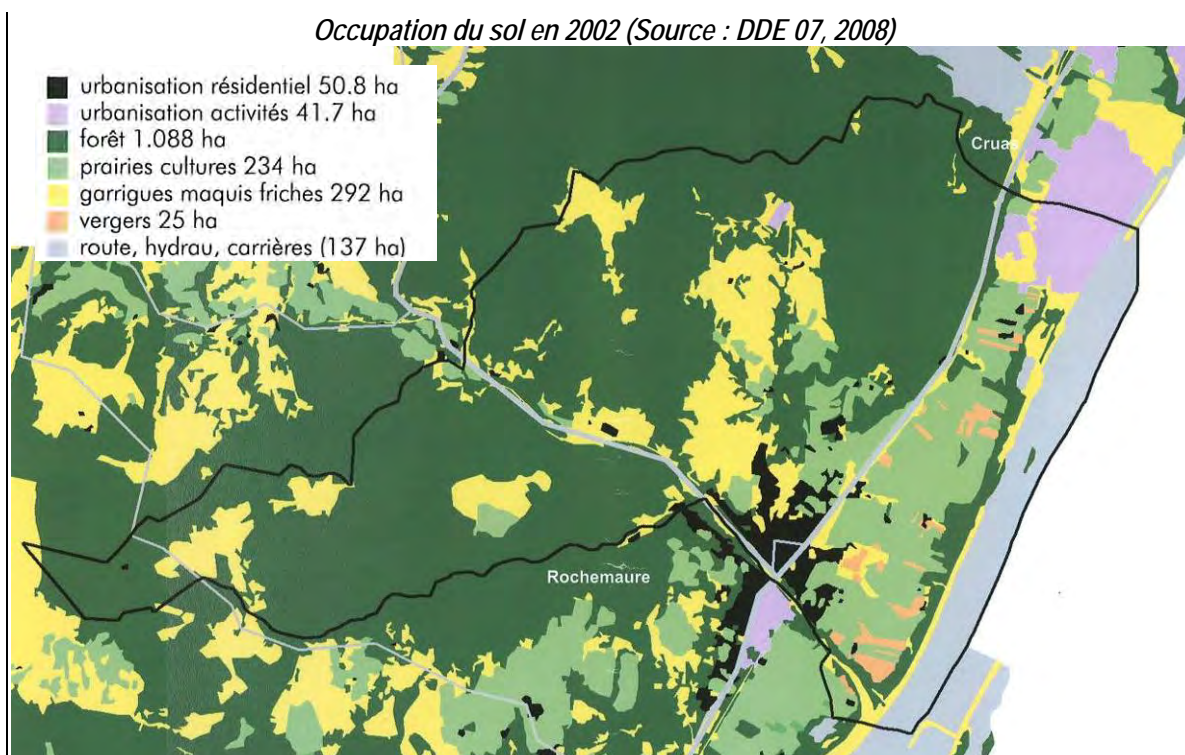 Occupation du sol en 2002 (Source : DDE 07, 2008)
urbanisation résidentiel 50.8 ha
urbanisation activités 41.7 ha
forêt 1.088 ha
prairies cultures 234 ha
garrigues maquis friches 292 ha
vergers 25 ha
route, hydrau, carrières (137 ha)
Cruas
Rochemaure